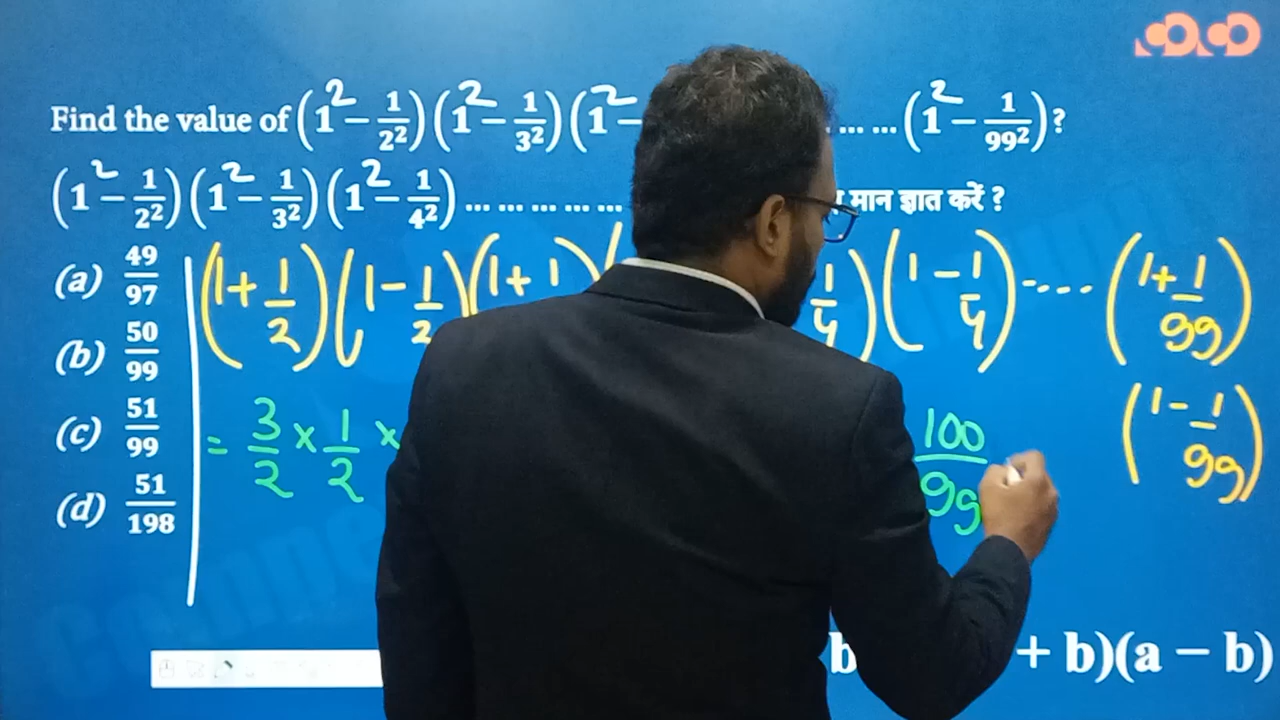 Find the value of (1² − 1/2²)(1² − 1/3²)(1² − ... ...(1² − 1/99²)?
(1² − 1/2²)(1² − 1/3²)(1² − 1/4²)... ... ... ... ... मान ज्ञात करें ?
(a) 49/97
(b) 50/99
(c) 51/99
(d) 51/198
(1 + 1/2)(1 − 1/2)(1 + 1 ) ( 1/4)(1 − 1/4)---- (1 + 1/99)
(1 − 1/99)
= 3/2 × 1/2 × 100/99
b + b)(a − b)